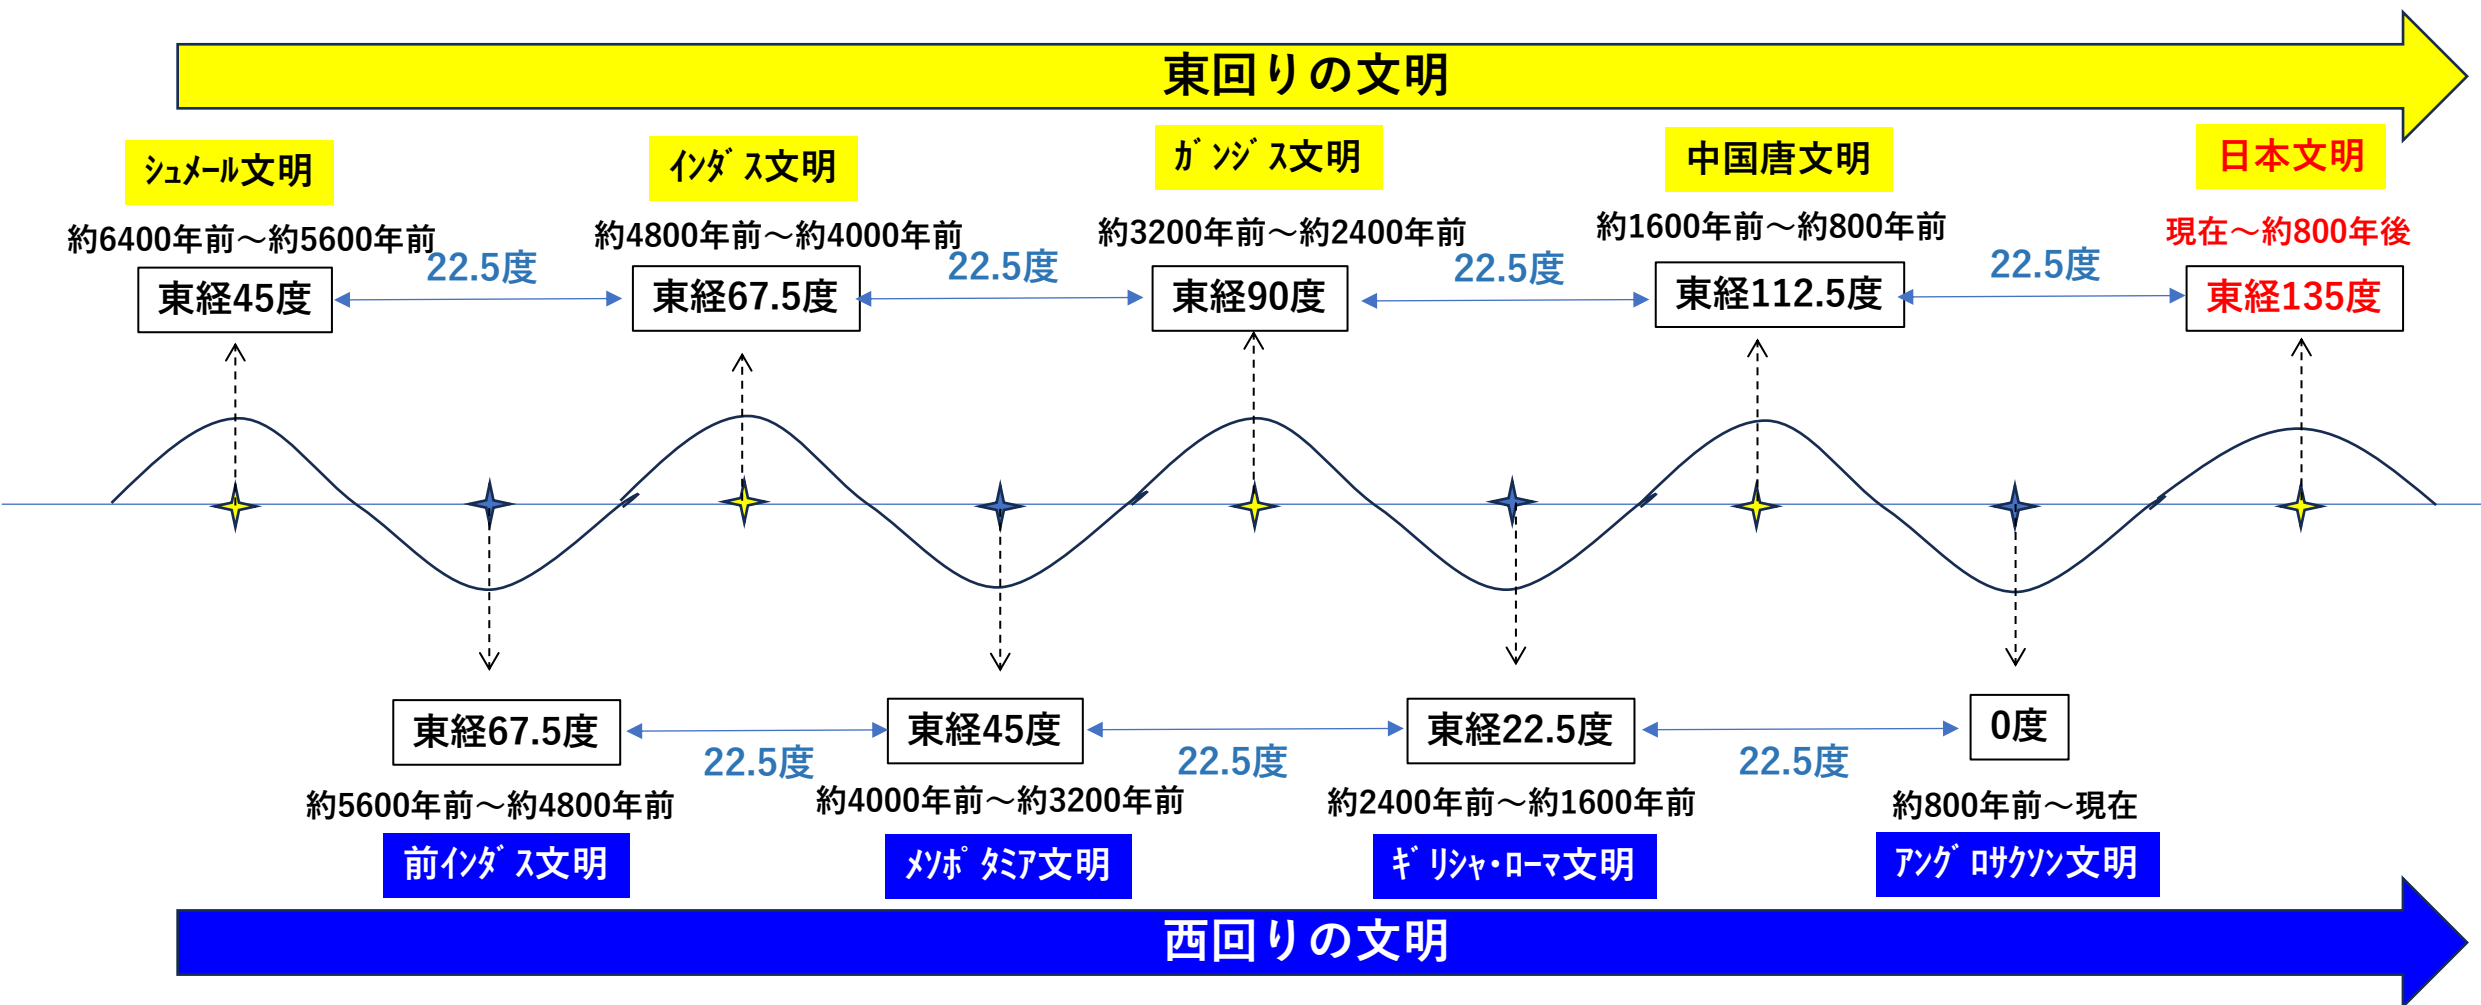 東回りの文明
ｼｭﾒｰﾙ文明
ｲﾝﾀﾞｽ文明
ｶﾞﾝｼﾞｽ文明
中国唐文明
日本文明
約6400年前～約5600年前
約4800年前～約4000年前
約3200年前～約2400年前
約1600年前～約800年前
現在～約800年後
22.5度
22.5度
22.5度
22.5度
東経45度
東経67.5度
東経90度
東経112.5度
東経135度
東経67.5度
東経45度
東経22.5度
0度
22.5度
22.5度
22.5度
約5600年前～約4800年前
約4000年前～約3200年前
約2400年前～約1600年前
約800年前～現在
前ｲﾝﾀﾞｽ文明
ﾒｿﾎﾟﾀﾐｱ文明
ｷﾞﾘｼｬ・ﾛｰﾏ文明
ｱﾝｸﾞﾛｻｸｿﾝ文明
西回りの文明